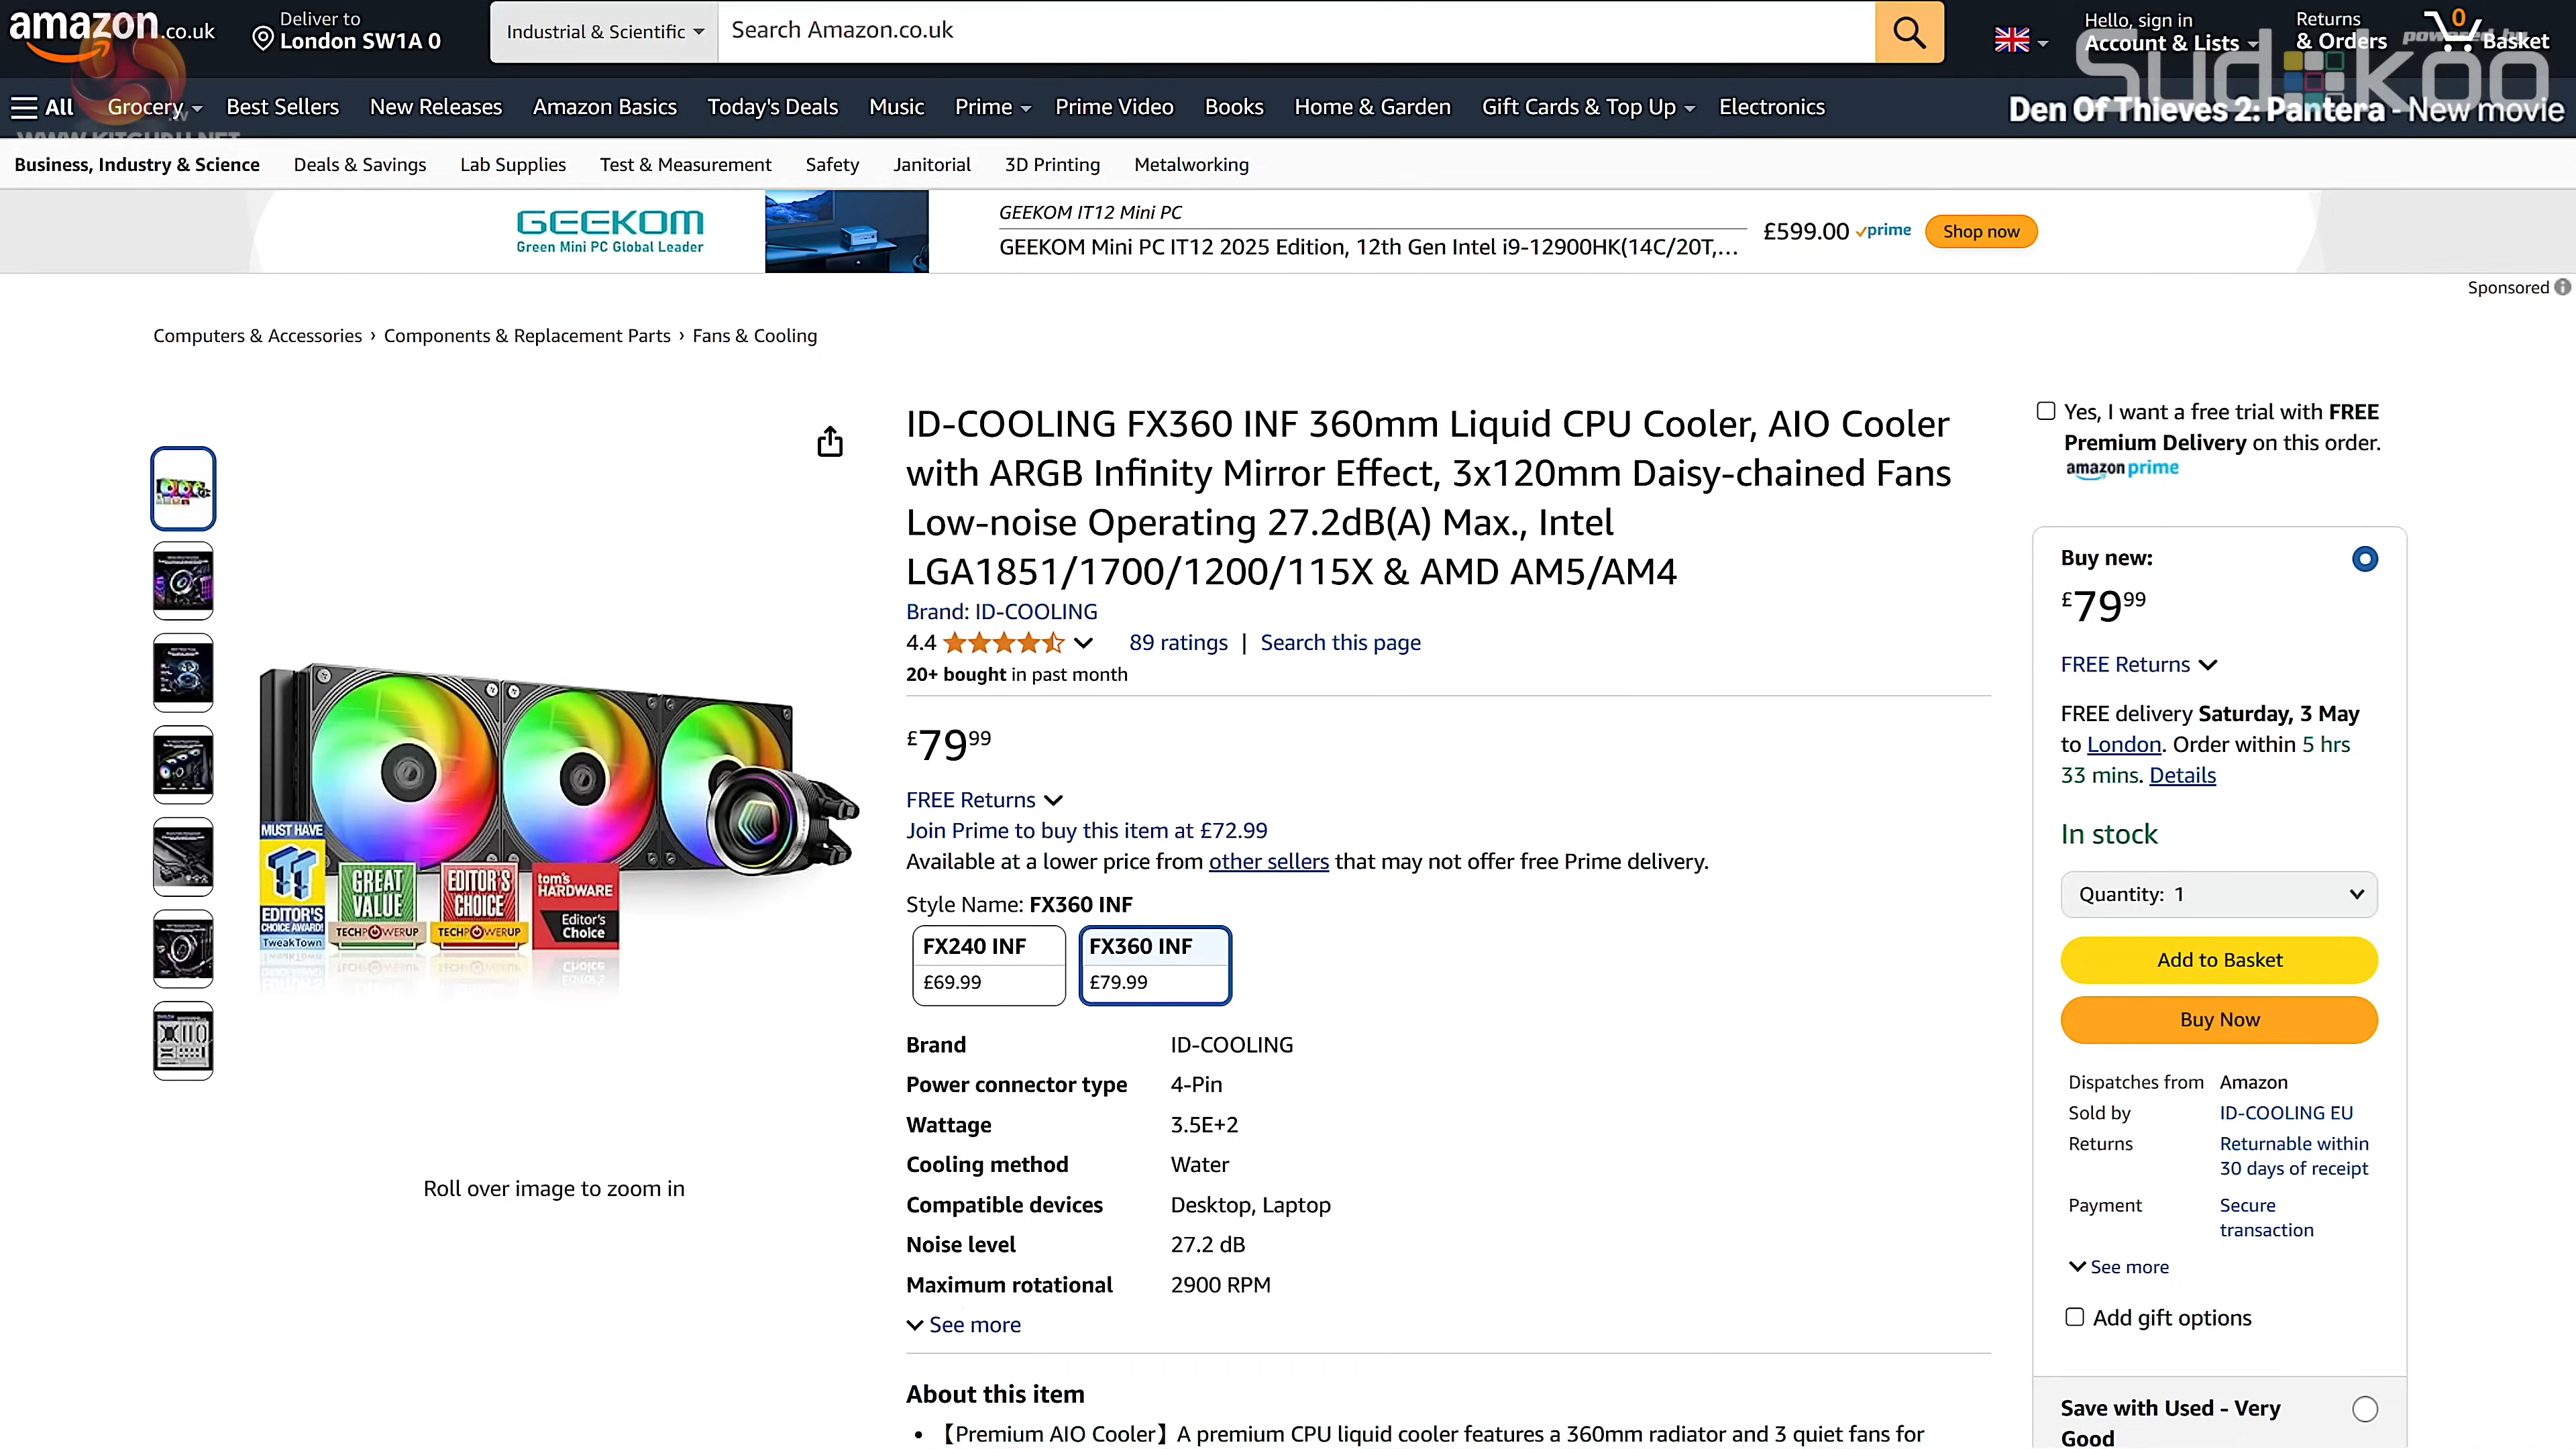 amazon.co.uk
Deliver to
London SW1A 0
Industrial & Scientific
Search Amazon.co.uk
Hello, sign in
Account & Lists
Returns
& Orders
0
Basket
powered by
Sudokoo
All
Grocery
Best Sellers
New Releases
Amazon Basics
Today's Deals
Music
Prime
Prime Video
Books
Home & Garden
Gift Cards & Top Up
Electronics
Den Of Thieves 2: Pantera - New movie
WWW.KITGURU.NET
Business, Industry & Science
Deals & Savings
Lab Supplies
Test & Measurement
Safety
Janitorial
3D Printing
Metalworking
GEEKOM
Green Mini PC Global Leader
GEEKOM IT12 Mini PC
GEEKOM Mini PC IT12 2025 Edition, 12th Gen Intel i9-12900HK(14C/20T,...
£599.00 prime
Shop now
Sponsored
Computers & Accessories › Components & Replacement Parts › Fans & Cooling
MUST HAVE
EDITOR'S
CHOICE AWARD!
TweakTown
GREAT
VALUE
TECHPOWERUP
EDITOR'S
CHOICE
TECHPOWERUP
tom's
HARDWARE
Editor's
Choice
Roll over image to zoom in
ID-COOLING FX360 INF 360mm Liquid CPU Cooler, AIO Cooler
with ARGB Infinity Mirror Effect, 3x120mm Daisy-chained Fans
Low-noise Operating 27.2dB(A) Max., Intel
LGA1851/1700/1200/115X & AMD AM5/AM4
Brand: ID-COOLING
4.4
89 ratings | Search this page
20+ bought in past month
£79.99
FREE Returns
Join Prime to buy this item at £72.99
Available at a lower price from other sellers that may not offer free Prime delivery.
Style Name: FX360 INF
FX240 INF
£69.99
FX360 INF
£79.99
Brand ID-COOLING
Power connector type 4-Pin
Wattage 3.5E+2
Cooling method Water
Compatible devices Desktop, Laptop
Noise level 27.2 dB
Maximum rotational 2900 RPM
See more
About this item
• 【Premium AIO Cooler】A premium CPU liquid cooler features a 360mm radiator and 3 quiet fans for
Yes, I want a free trial with FREE
Premium Delivery on this order.
amazon prime
Buy new:
£79.99
FREE Returns
FREE delivery Saturday, 3 May
to London. Order within 5 hrs
33 mins. Details
In stock
Quantity: 1
Add to Basket
Buy Now
Dispatches from Amazon
Sold by ID-COOLING EU
Returns Returnable within
30 days of receipt
Payment Secure
transaction
See more
Add gift options
Save with Used - Very
Good